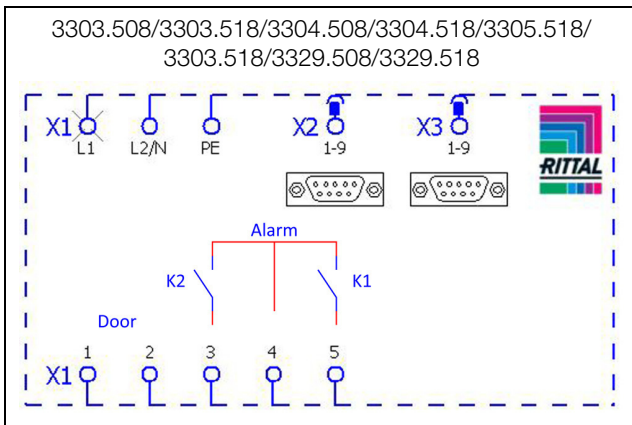 3303.508/3303.518/3304.508/3304.518/3305.518/
3303.518/3329.508/3329.518
X1 X2 X3
L1 L2/N PE 1-9 1-9
RITTAL
Alarm
K2 K1
Door
1 2 3 4 5
X1